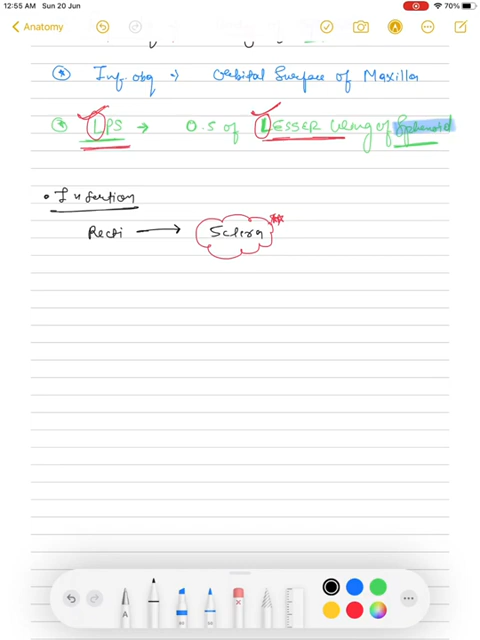 12:55 AM Sun 20 Jun
70%
Anatomy
Inf. obq → Orbital Surface of Maxilla
LPS → O.S of LESSER Wing of Sphenoid
• Insertion
Recti → Sclera **
A